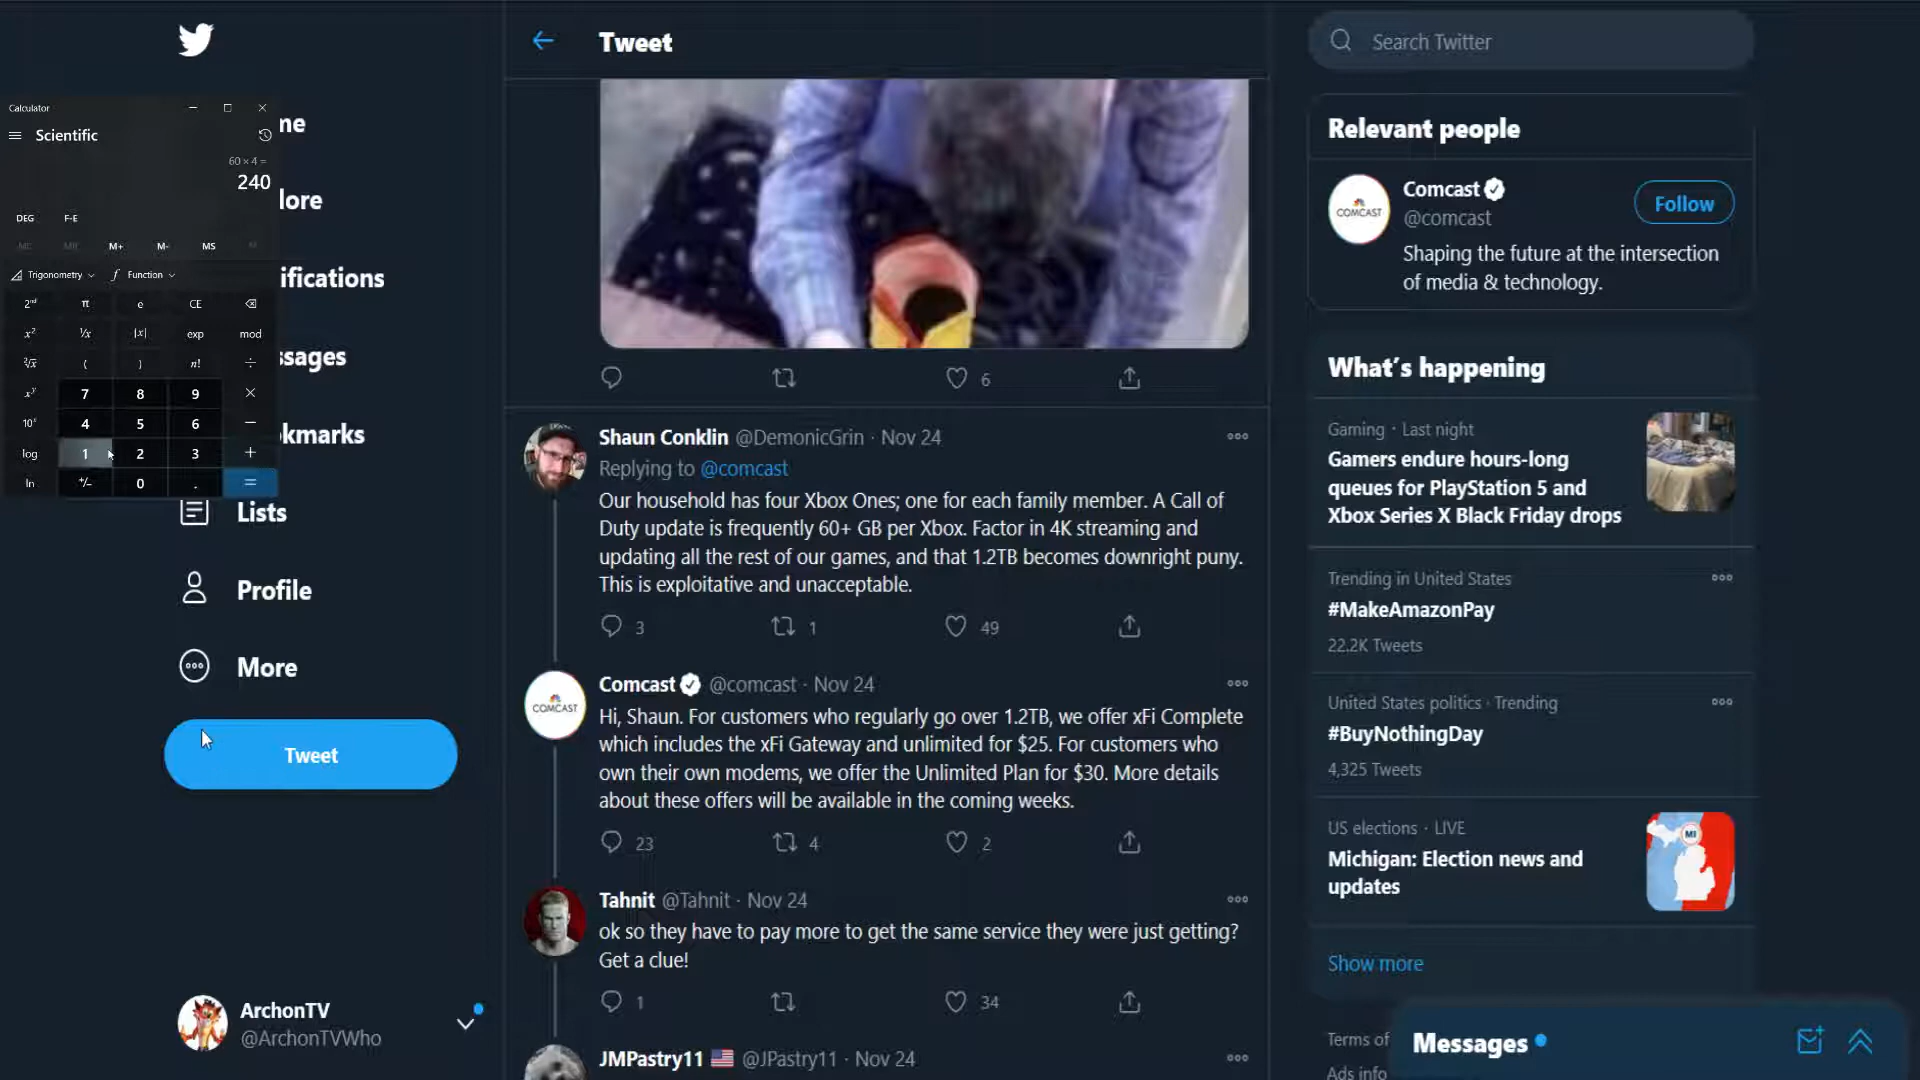 Calculator
Scientific
60 × 4 =
240
DEG
F-E
MC
MR
M+
M-
MS
Trigonometry
Function
2nd
π
e
CE
x²
¹/x
|x|
exp
mod
²√x
(
)
n!
÷
xʸ
7
8
9
×
10ˣ
4
5
6
−
log
1
2
3
+
ln
+/−
0
.
=
me
lore
ifications
ssages
kmarks
Lists
Profile
More
Tweet
ArchonTV
@ArchonTVWho
Tweet
6
Shaun Conklin @DemonicGrin · Nov 24
Replying to @comcast
Our household has four Xbox Ones; one for each family member. A Call of
Duty update is frequently 60+ GB per Xbox. Factor in 4K streaming and
updating all the rest of our games, and that 1.2TB becomes downright puny.
This is exploitative and unacceptable.
3
1
49
COMCAST
Comcast @comcast · Nov 24
Hi, Shaun. For customers who regularly go over 1.2TB, we offer xFi Complete
which includes the xFi Gateway and unlimited for $25. For customers who
own their own modems, we offer the Unlimited Plan for $30. More details
about these offers will be available in the coming weeks.
23
4
2
Tahnit @Tahnit · Nov 24
ok so they have to pay more to get the same service they were just getting?
Get a clue!
1
34
JMPastry11 @JPastry11 · Nov 24
Search Twitter
Relevant people
COMCAST
Comcast
@comcast
Follow
Shaping the future at the intersection
of media & technology.
What's happening
Gaming · Last night
Gamers endure hours-long
queues for PlayStation 5 and
Xbox Series X Black Friday drops
Trending in United States
#MakeAmazonPay
22.2K Tweets
United States politics · Trending
#BuyNothingDay
4,325 Tweets
US elections · LIVE
Michigan: Election news and
updates
MI
Show more
Terms of
Ads info
Messages